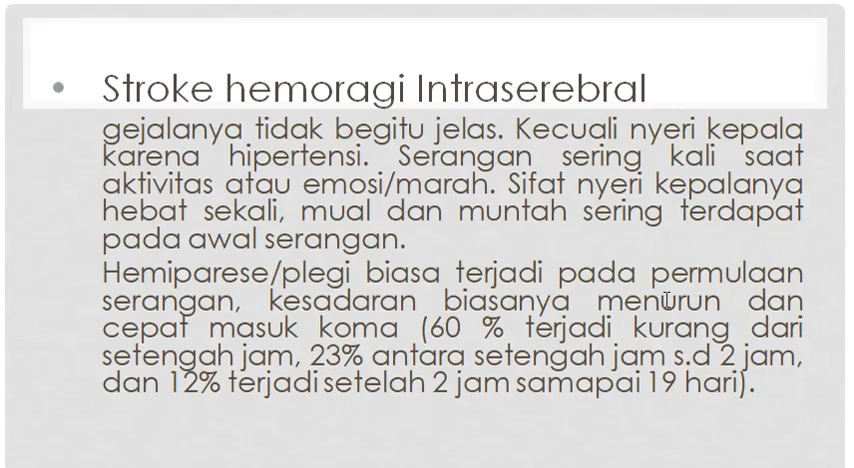 • Stroke hemoragi Intraserebral
gejalanya tidak begitu jelas. Kecuali nyeri kepala
karena hipertensi. Serangan sering kali saat
aktivitas atau emosi/marah. Sifat nyeri kepalanya
hebat sekali, mual dan muntah sering terdapat
pada awal serangan.
Hemiparese/plegi biasa terjadi pada permulaan
serangan, kesadaran biasanya menurun dan
cepat masuk koma (60 % terjadi kurang dari
setengah jam, 23% antara setengah jam s.d 2 jam,
dan 12% terjadi setelah 2 jam samapai 19 hari).